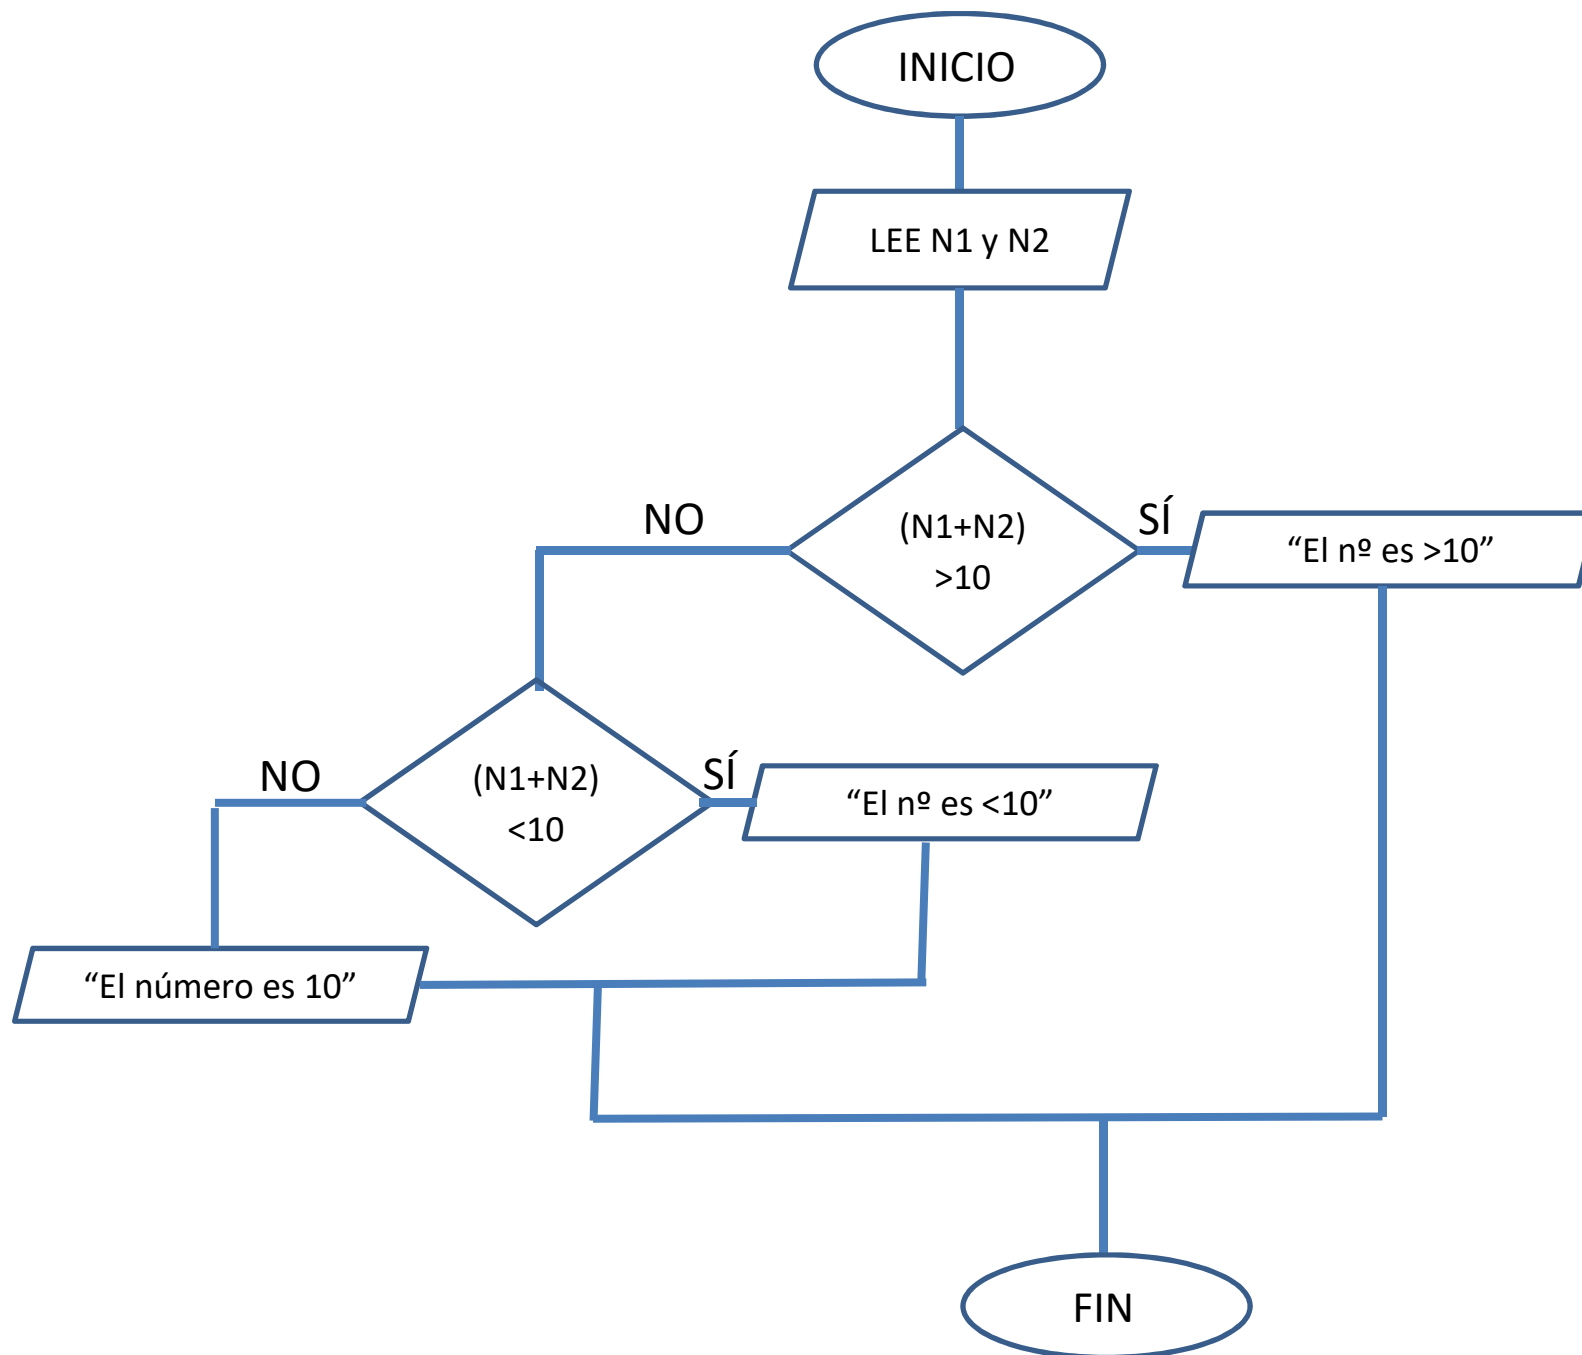 INICIO
LEE N1 y N2
NO
(N1+N2)
>10
SÍ
“El nº es >10”
NO
(N1+N2)
<10
SÍ
“El nº es <10”
“El número es 10”
FIN